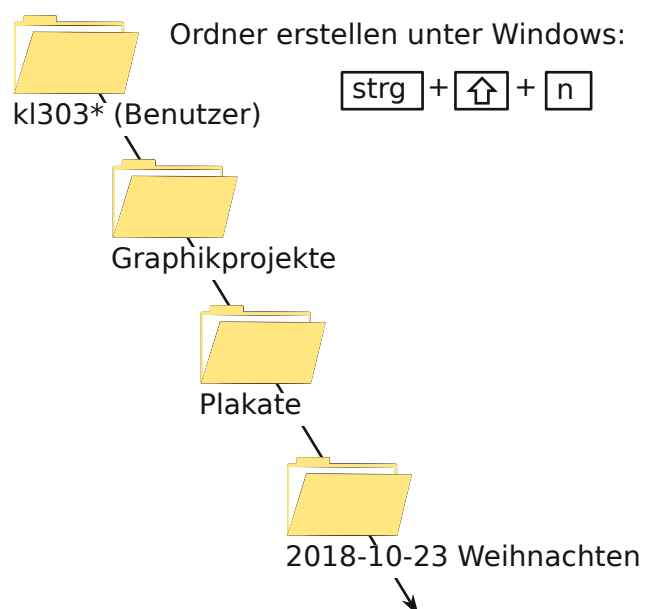 Ordner erstellen unter Windows:
strg + ⇧ + n
kl303* (Benutzer)
Graphikprojekte
Plakate
2018-10-23 Weihnachten